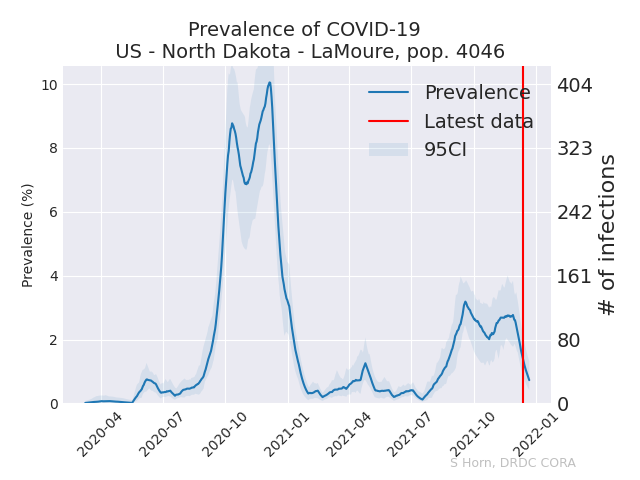 Prevalence of COVID-19
US - North Dakota - LaMoure, pop. 4046
Prevalence
Latest data
95CI
Prevalence (%)
10
8
6
4
2
0
404
323
242
161
80
0
# of infections
2020-04
2020-07
2020-10
2021-01
2021-04
2021-07
2021-10
2022-01
S Horn, DRDC CORA